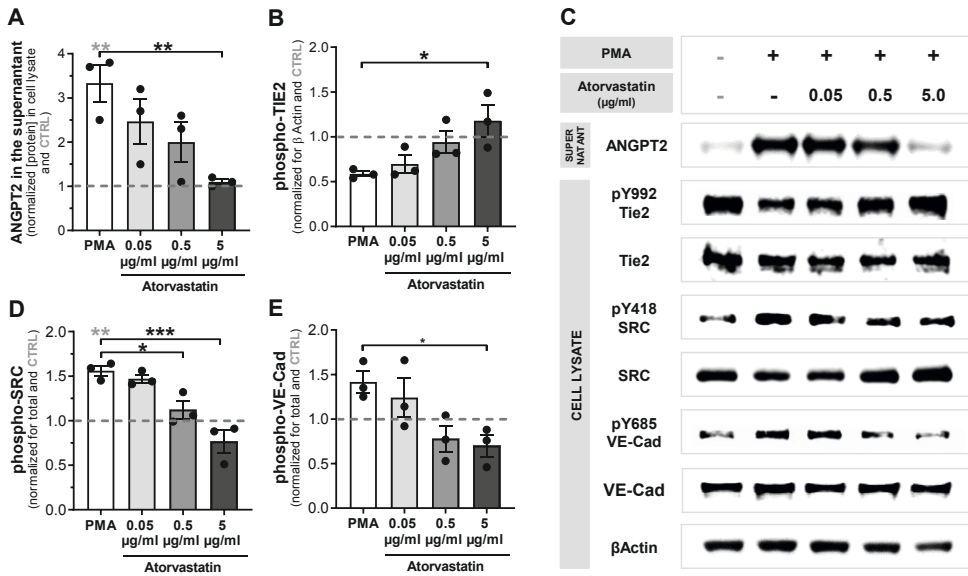 A
ANGPT2 in the supernantant
(normalized [protein] in cell lysate
and CTRL)
4
3
2
1
0
**
**
PMA
0.05
µg/ml
0.5
µg/ml
5
µg/ml
Atorvastatin
B
phospho-TIE2
(normalized for β Actin and CTRL)
2.0
1.5
1.0
0.5
0.0
*
PMA
0.05
µg/ml
0.5
µg/ml
5
µg/ml
Atorvastatin
C
PMA
- + + + +
Atorvastatin
(µg/ml)
- - 0.05 0.5 5.0
SUPER
NATANT
ANGPT2
CELL LYSATE
pY992
Tie2
Tie2
pY418
SRC
SRC
pY685
VE-Cad
VE-Cad
βActin
D
phospho-SRC
(normalized for total and CTRL)
2.0
1.5
1.0
1.5
0.0
**
***
*
PMA
0.05
µg/ml
0.5
µg/ml
5
µg/ml
Atorvastatin
E
phospho-VE-Cad
(normalized for total and CTRL)
2.0
1.5
1.0
0.5
0.0
*
PMA
0.05
µg/ml
0.5
µg/ml
5
µg/ml
Atorvastatin